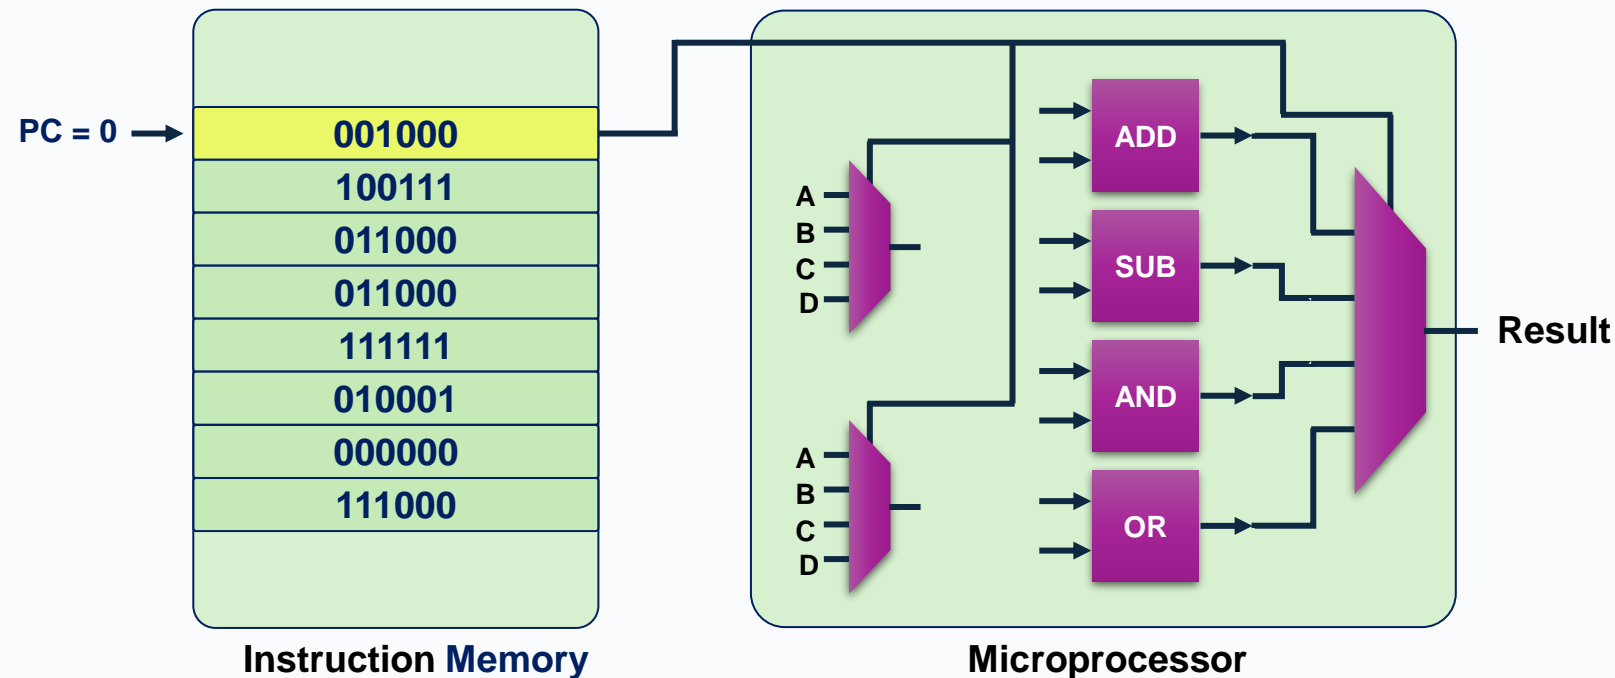 PC = 0
001000
100111
011000
011000
111111
010001
000000
111000
Instruction Memory
A
B
C
D
A
B
C
D
ADD
SUB
AND
OR
Result
Microprocessor